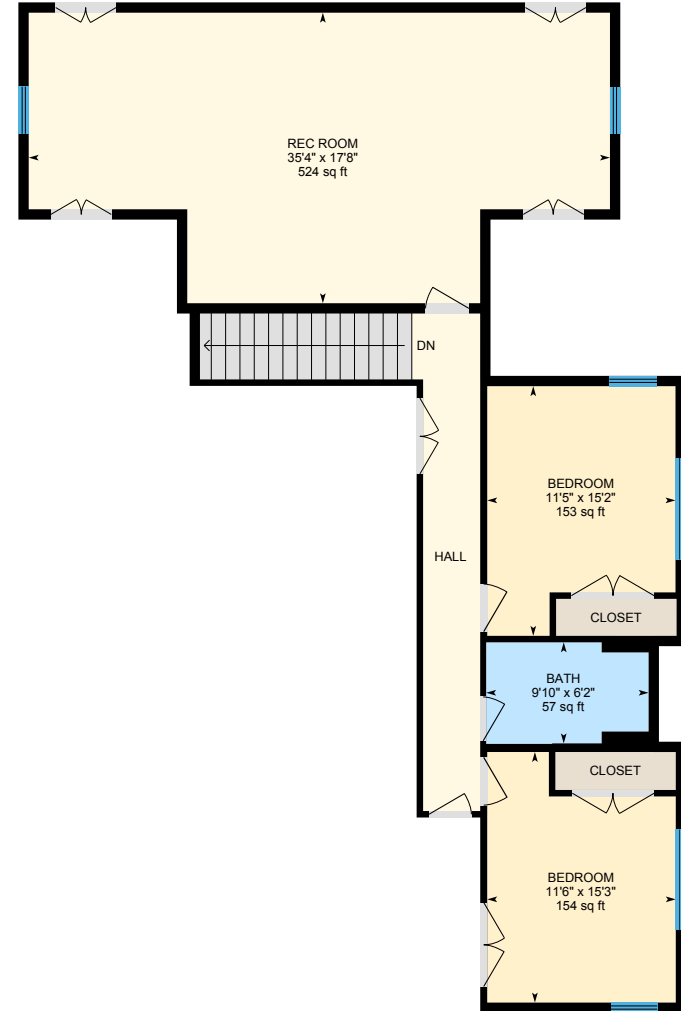 REC ROOM
35'4" x 17'8"
524 sq ft
DN
BEDROOM
11'5" x 15'2"
153 sq ft
HALL
CLOSET
BATH
9'10" x 6'2"
57 sq ft
CLOSET
BEDROOM
11'6" x 15'3"
154 sq ft